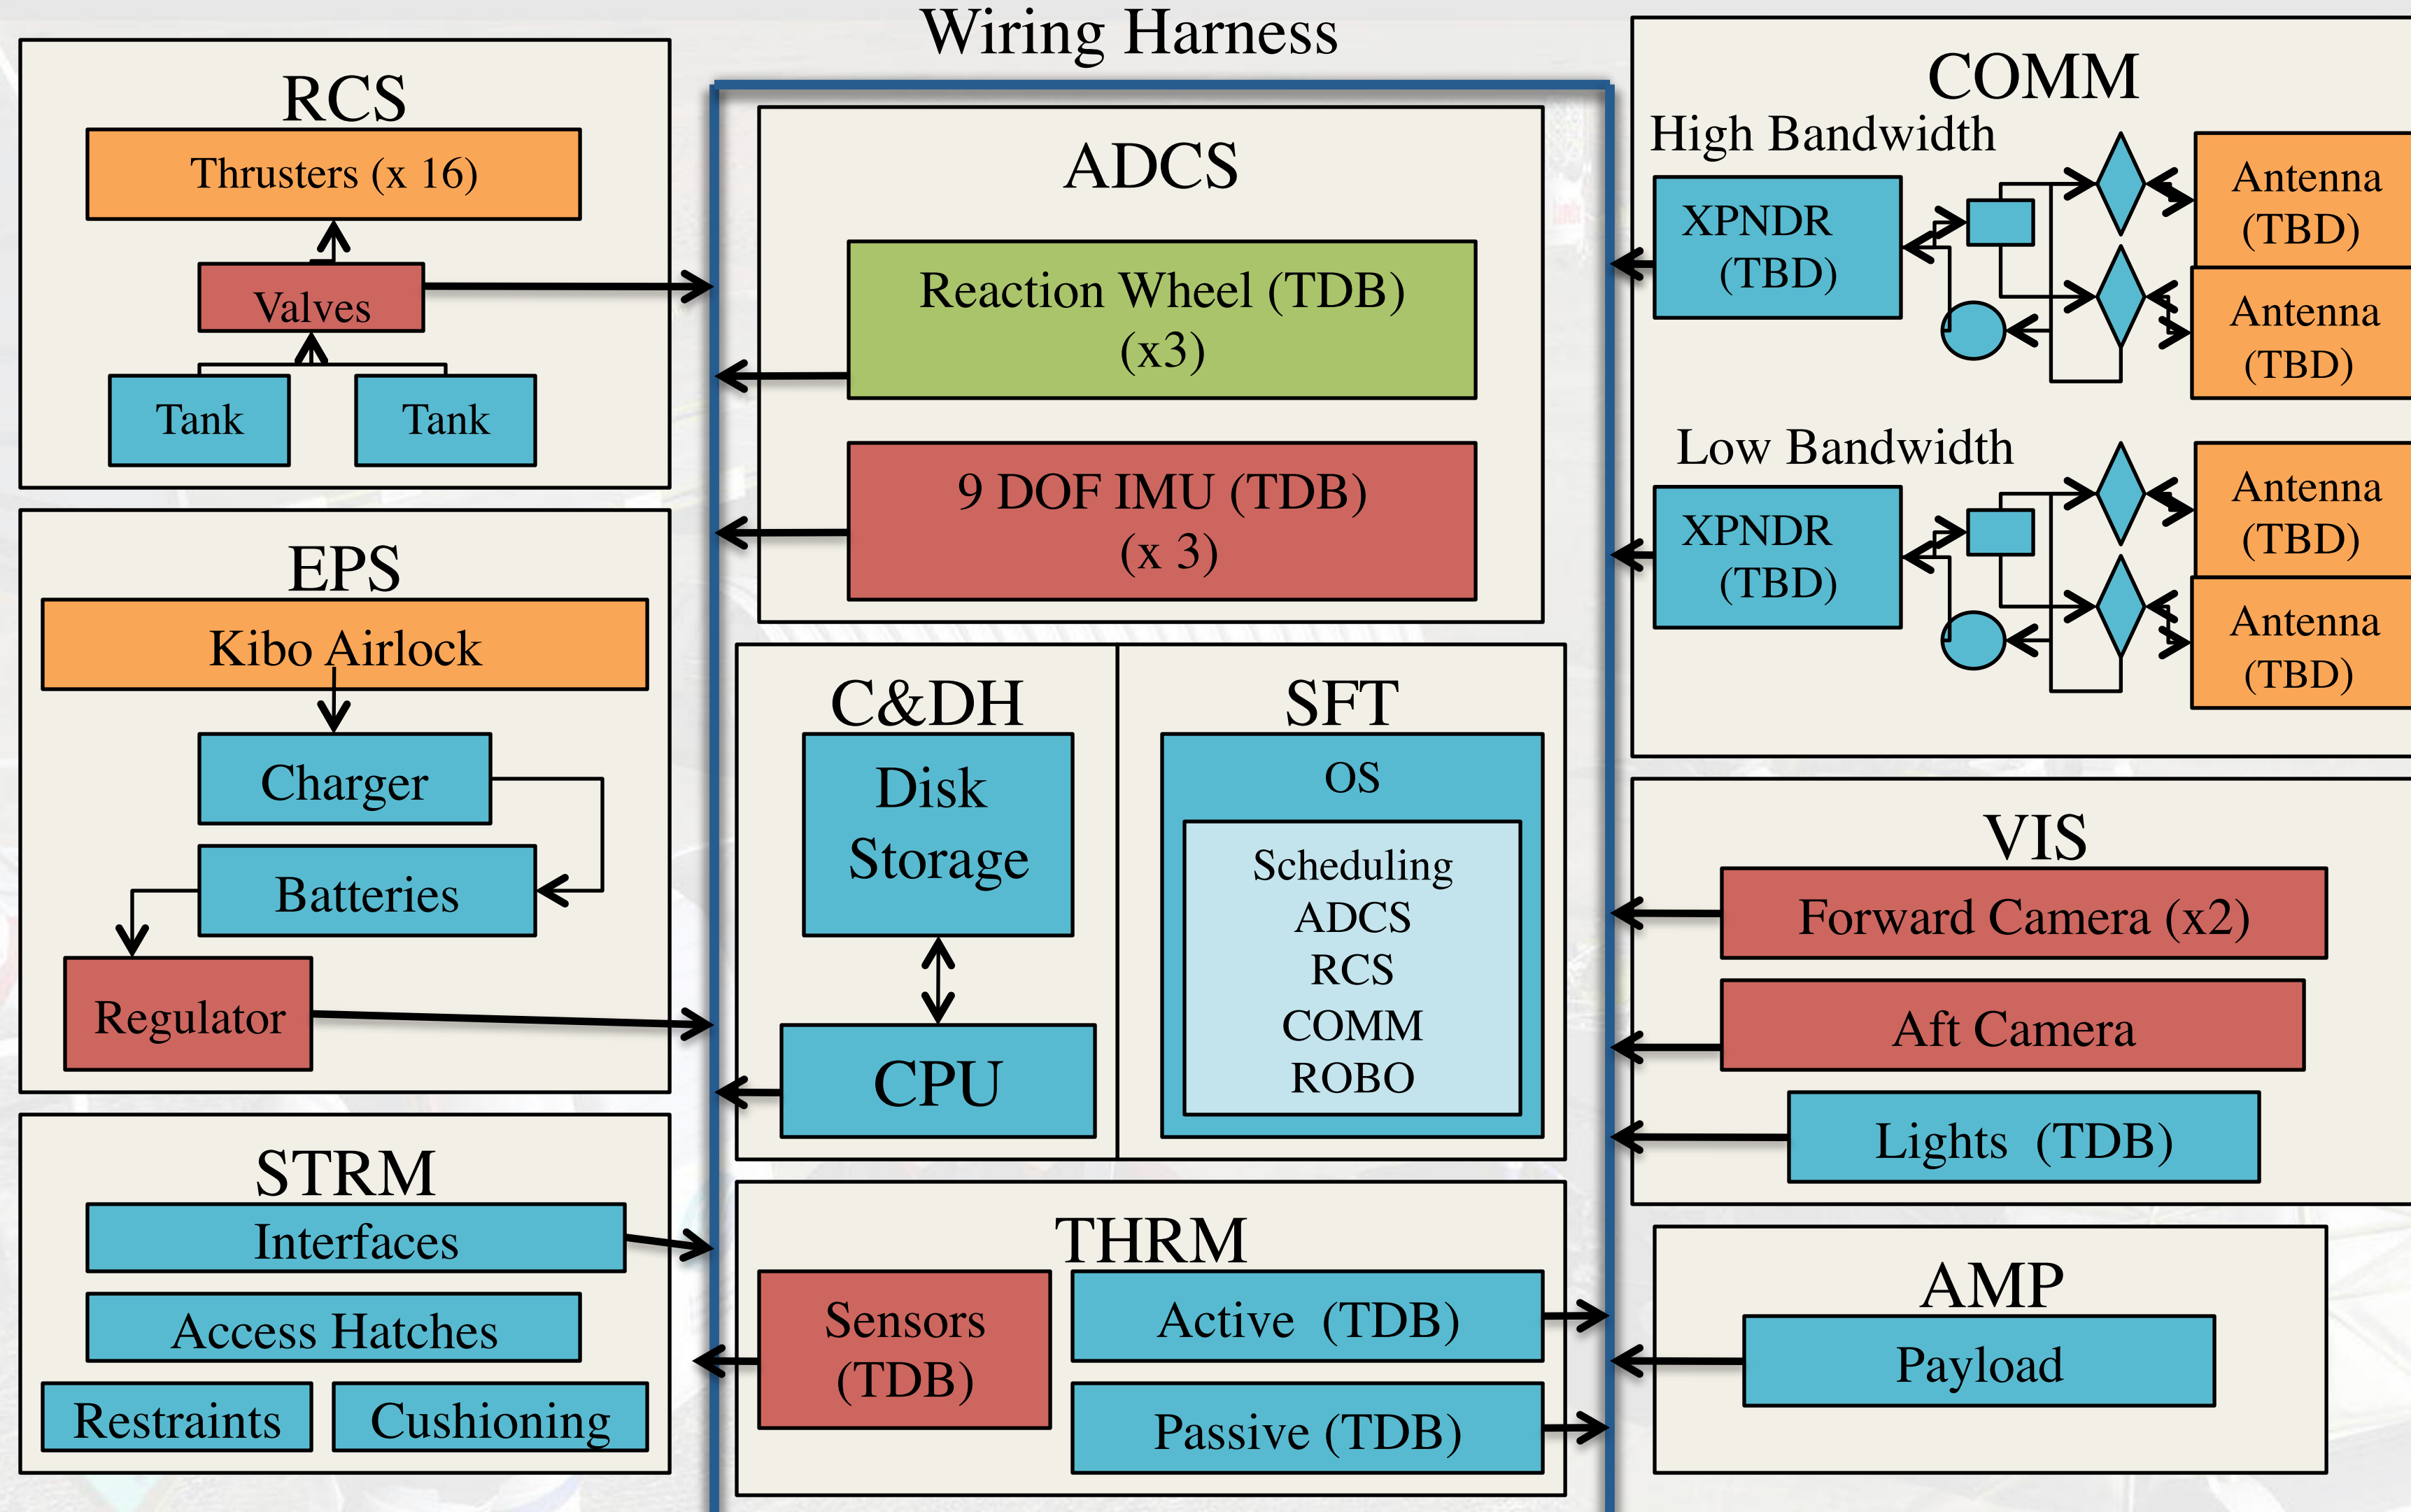 Wiring Harness
RCS
Thrusters (x 16)
Valves
Tank
Tank
EPS
Kibo Airlock
Charger
Batteries
Regulator
STRM
Interfaces
Access Hatches
Restraints
Cushioning
ADCS
Reaction Wheel (TDB)
(x3)
9 DOF IMU (TDB)
(x 3)
C&DH
Disk
Storage
CPU
SFT
OS
Scheduling
ADCS
RCS
COMM
ROBO
THRM
Sensors
(TDB)
Active (TDB)
Passive (TDB)
COMM
High Bandwidth
XPNDR
(TBD)
Antenna
(TBD)
Antenna
(TBD)
Low Bandwidth
XPNDR
(TBD)
Antenna
(TBD)
Antenna
(TBD)
VIS
Forward Camera (x2)
Aft Camera
Lights (TDB)
AMP
Payload